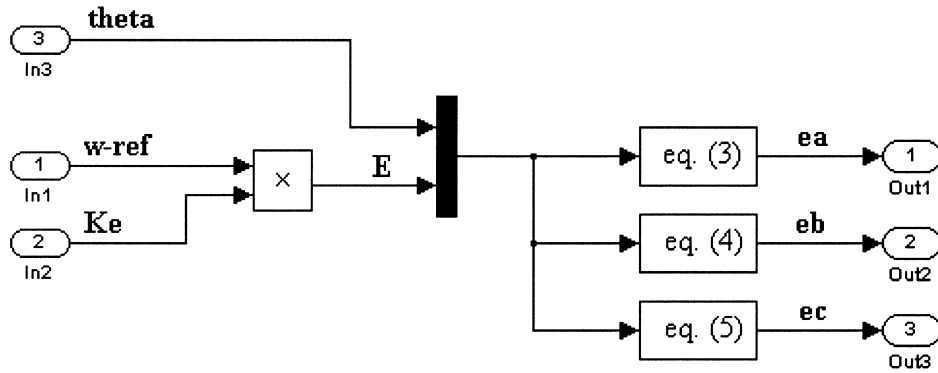 theta
3
In3
w-ref
1
In1
×
E
Ke
2
In2
eq. (3)
ea
1
Out1
eq. (4)
eb
2
Out2
eq. (5)
ec
3
Out3